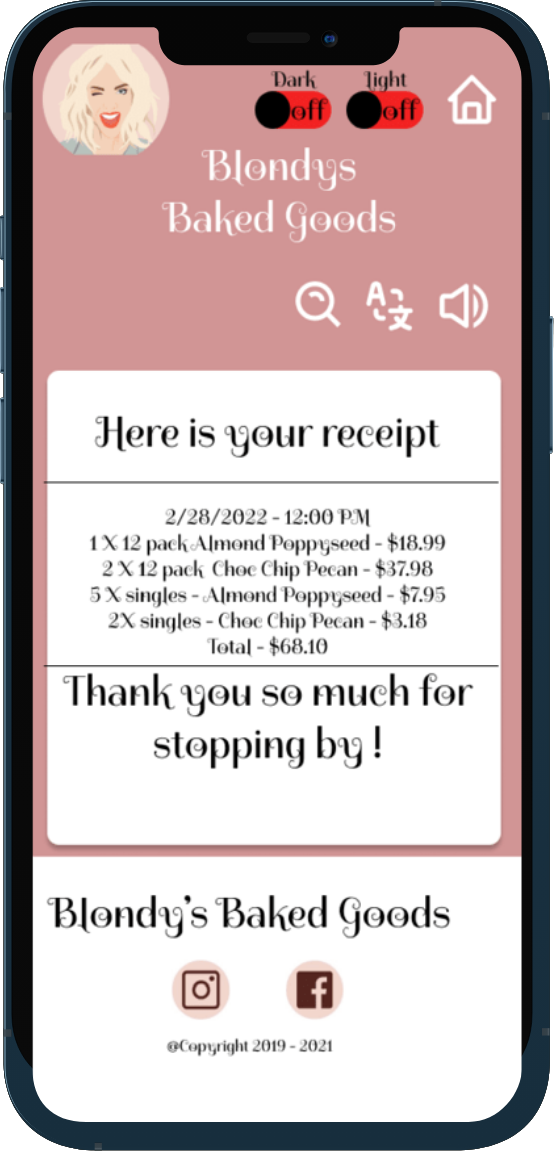 Dark Light
off off
Blondys
Baked Goods
A文
Here is your receipt
2/28/2022 - 12:00 PM
1 X 12 pack Almond Poppyseed - $18.99
2 X 12 pack Choc Chip Pecan - $37.98
5 X singles - Almond Poppyseed - $7.95
2X singles - Choc Chip Pecan - $3.18
Total - $68.10
Thank you so much for
stopping by !
Blondy's Baked Goods
@Copyright 2019 - 2021